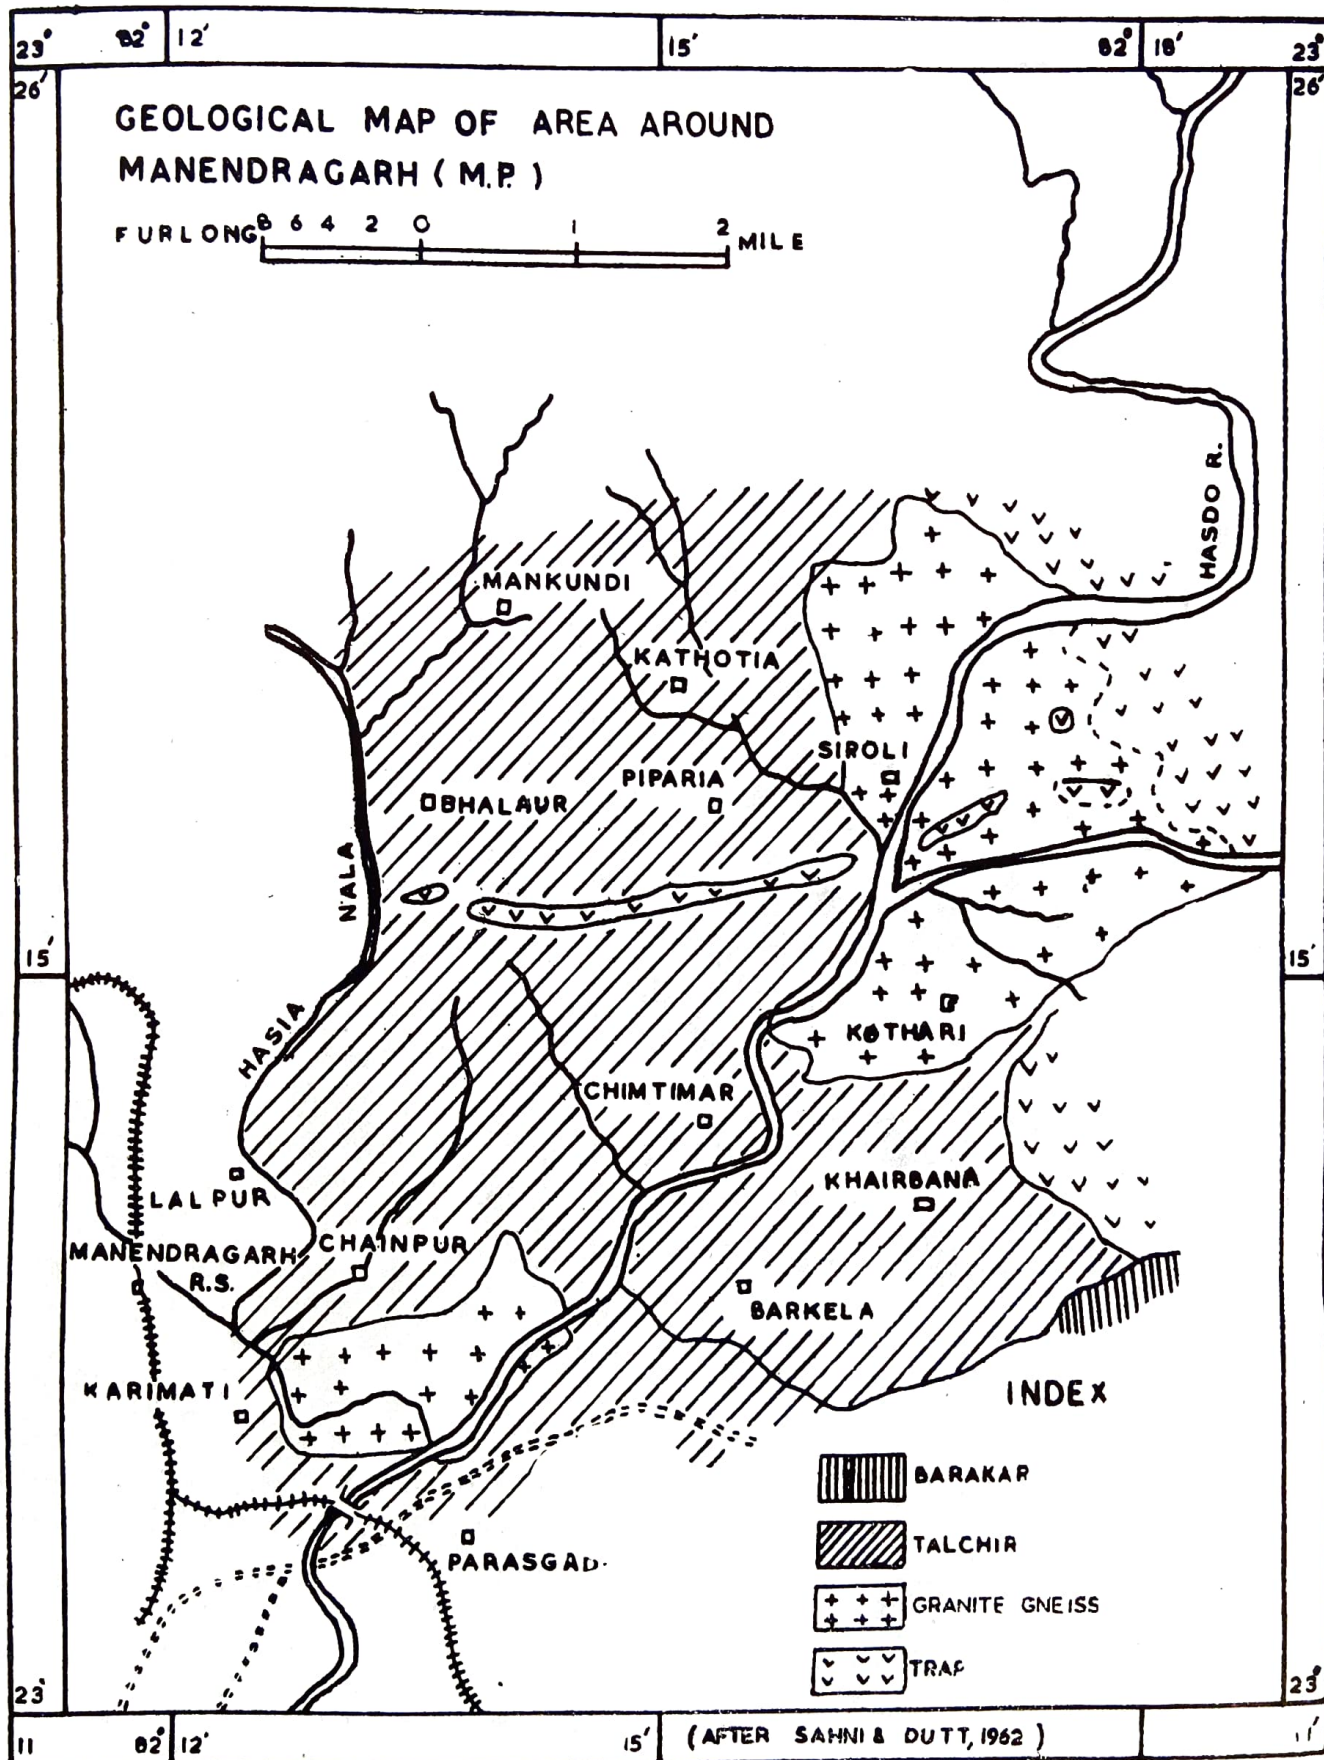 23° 82° 12' 15' 82° 18' 23°
26' 26'
GEOLOGICAL MAP OF AREA AROUND
MANENDRAGARH ( M.P. )
FURLONG 8 6 4 2 0 1 2 MILE
HASDO R.
MANKUNDI
KATHOTIA
SIROLI
PIPARIA
BHALAUR
NALA
15' 15'
HASIA
KOTHARI
CHIMTIMAR
KHAIRBANA
LALPUR
CHAINPUR
MANENDRAGARH
R.S.
BARKELA
KARIMATI
INDEX
BARAKAR
TALCHIR
PARASGAD.
GRANITE GNEISS
TRAP
23' 23'
11 82° 12' 15' (AFTER SAHNI & DUTT, 1962 ) 11'